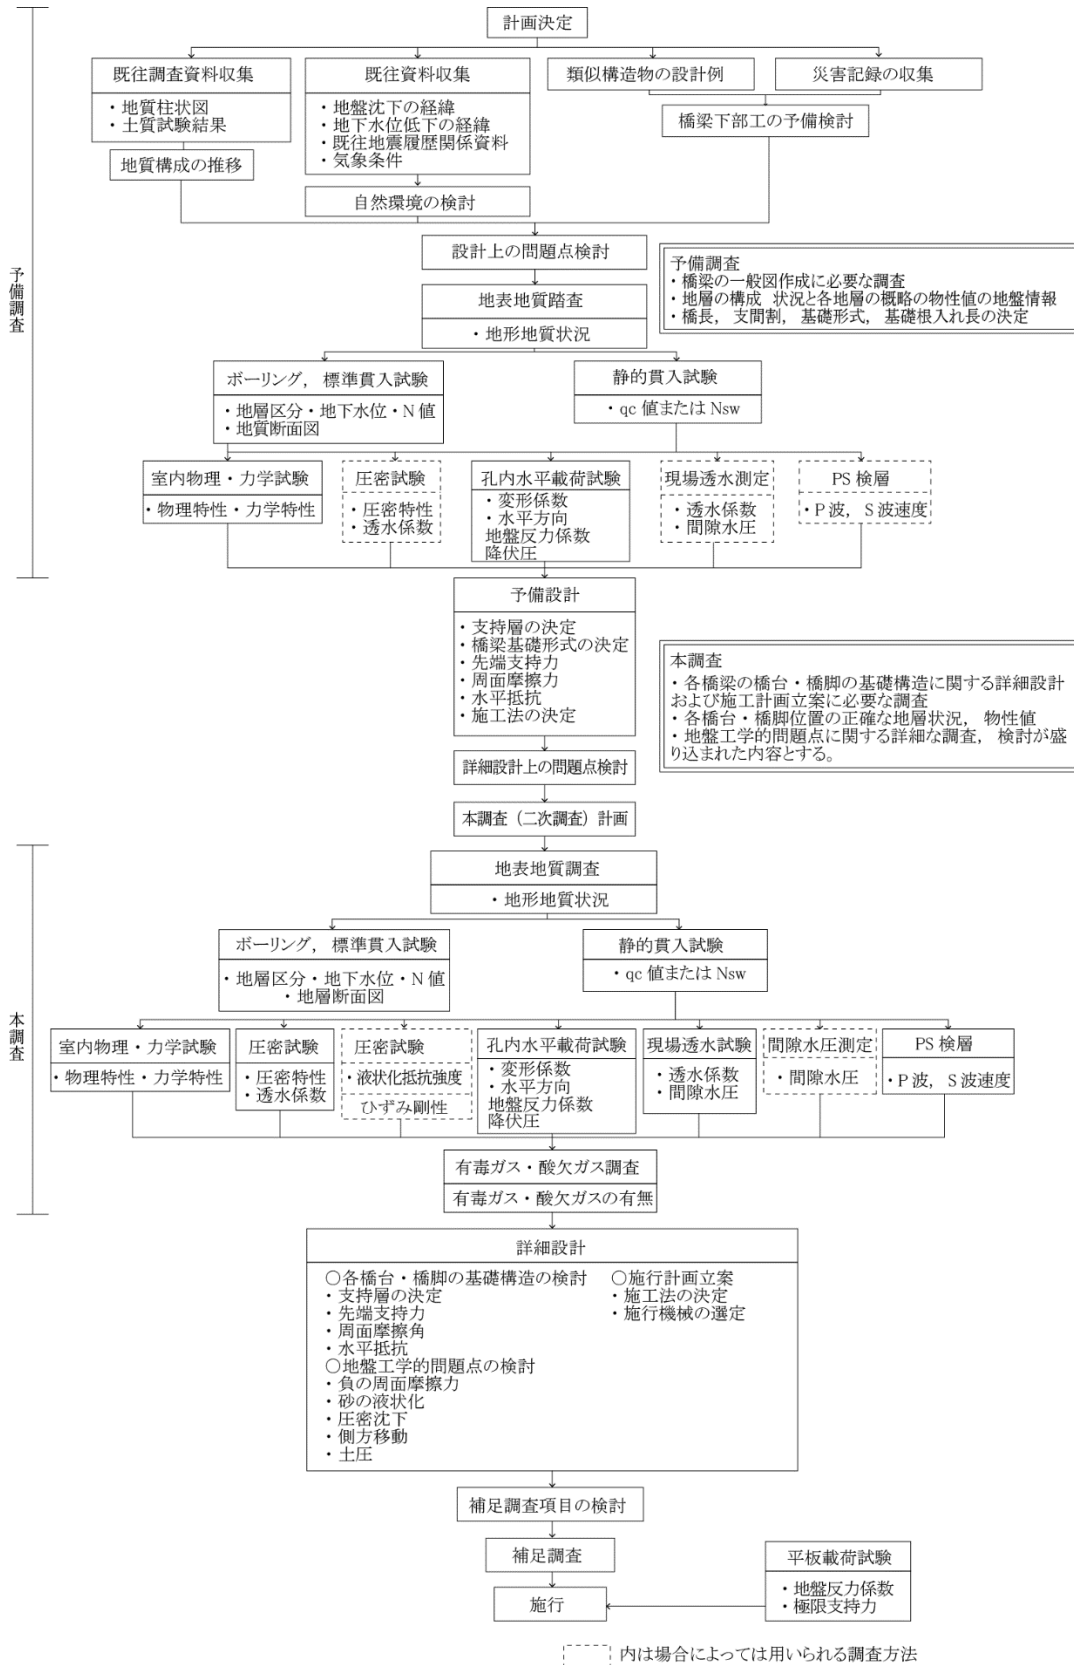 計画決定
既往調査資料収集
・地質柱状図
・土質試験結果
地質構成の推移
既往資料収集
・地盤沈下の経緯
・地下水位低下の経緯
・既往地震履歴関係資料
・気象条件
自然環境の検討
類似構造物の設計例
災害記録の収集
橋梁下部工の予備検討
予備調査
設計上の問題点検討
予備調査
・橋梁の一般図作成に必要な調査
・地層の構成 状況と各地層の概略の物性値の地盤情報
・橋長，支間割，基礎形式，基礎根入れ長の決定
地表地質踏査
・地形地質状況
ボーリング，標準貫入試験
・地層区分・地下水位・N 値
・地質断面図
静的貫入試験
・qc 値または Nsw
室内物理・力学試験
・物理特性・力学特性
圧密試験
・圧密特性
・透水係数
孔内水平載荷試験
・変形係数
・水平方向
地盤反力係数
降伏圧
現場透水測定
・透水係数
・間隙水圧
PS 検層
・P 波，S 波速度
予備設計
・支持層の決定
・橋梁基礎形式の決定
・先端支持力
・周面摩擦力
・水平抵抗
・施工法の決定
本調査
・各橋梁の橋台・橋脚の基礎構造に関する詳細設計
および施工計画立案に必要な調査
・各橋台・橋脚位置の正確な地層状況，物性値
・地盤工学的問題点に関する詳細な調査，検討が盛
り込まれた内容とする。
詳細設計上の問題点検討
本調査（二次調査）計画
本調査
地表地質調査
・地形地質状況
ボーリング，標準貫入試験
・地層区分・地下水位・N 値
・地層断面図
静的貫入試験
・qc 値または Nsw
室内物理・力学試験
・物理特性・力学特性
圧密試験
・圧密特性
・透水係数
圧密試験
・液状化抵抗強度
ひずみ剛性
孔内水平載荷試験
・変形係数
・水平方向
地盤反力係数
降伏圧
現場透水試験
・透水係数
・間隙水圧
間隙水圧測定
・間隙水圧
PS 検層
・P 波，S 波速度
有毒ガス・酸欠ガス調査
有毒ガス・酸欠ガスの有無
詳細設計
○各橋台・橋脚の基礎構造の検討
・支持層の決定
・先端支持力
・周面摩擦角
・水平抵抗
○地盤工学的問題点の検討
・負の周面摩擦力
・砂の液状化
・圧密沈下
・側方移動
・土圧
○施行計画立案
・施工法の決定
・施行機械の選定
補足調査項目の検討
補足調査
施行
平板載荷試験
・地盤反力係数
・極限支持力
内は場合によっては用いられる調査方法